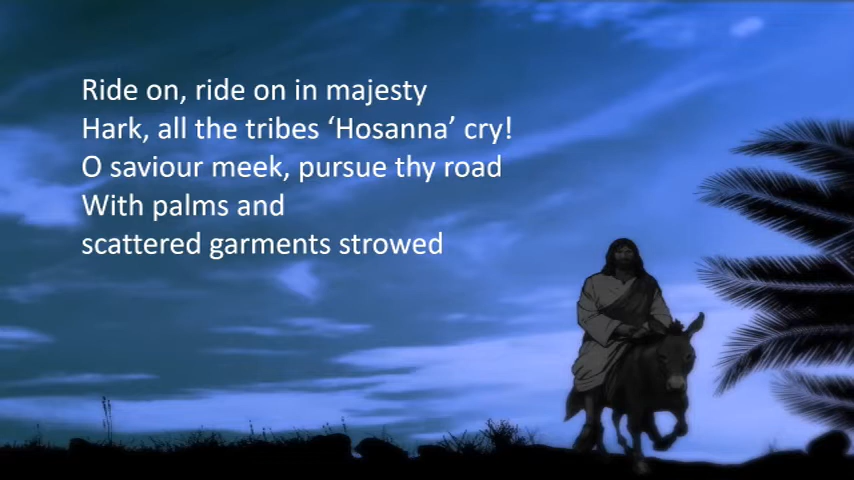 Ride on, ride on in majesty
Hark, all the tribes ‘Hosanna’ cry!
O saviour meek, pursue thy road
With palms and
scattered garments strowed